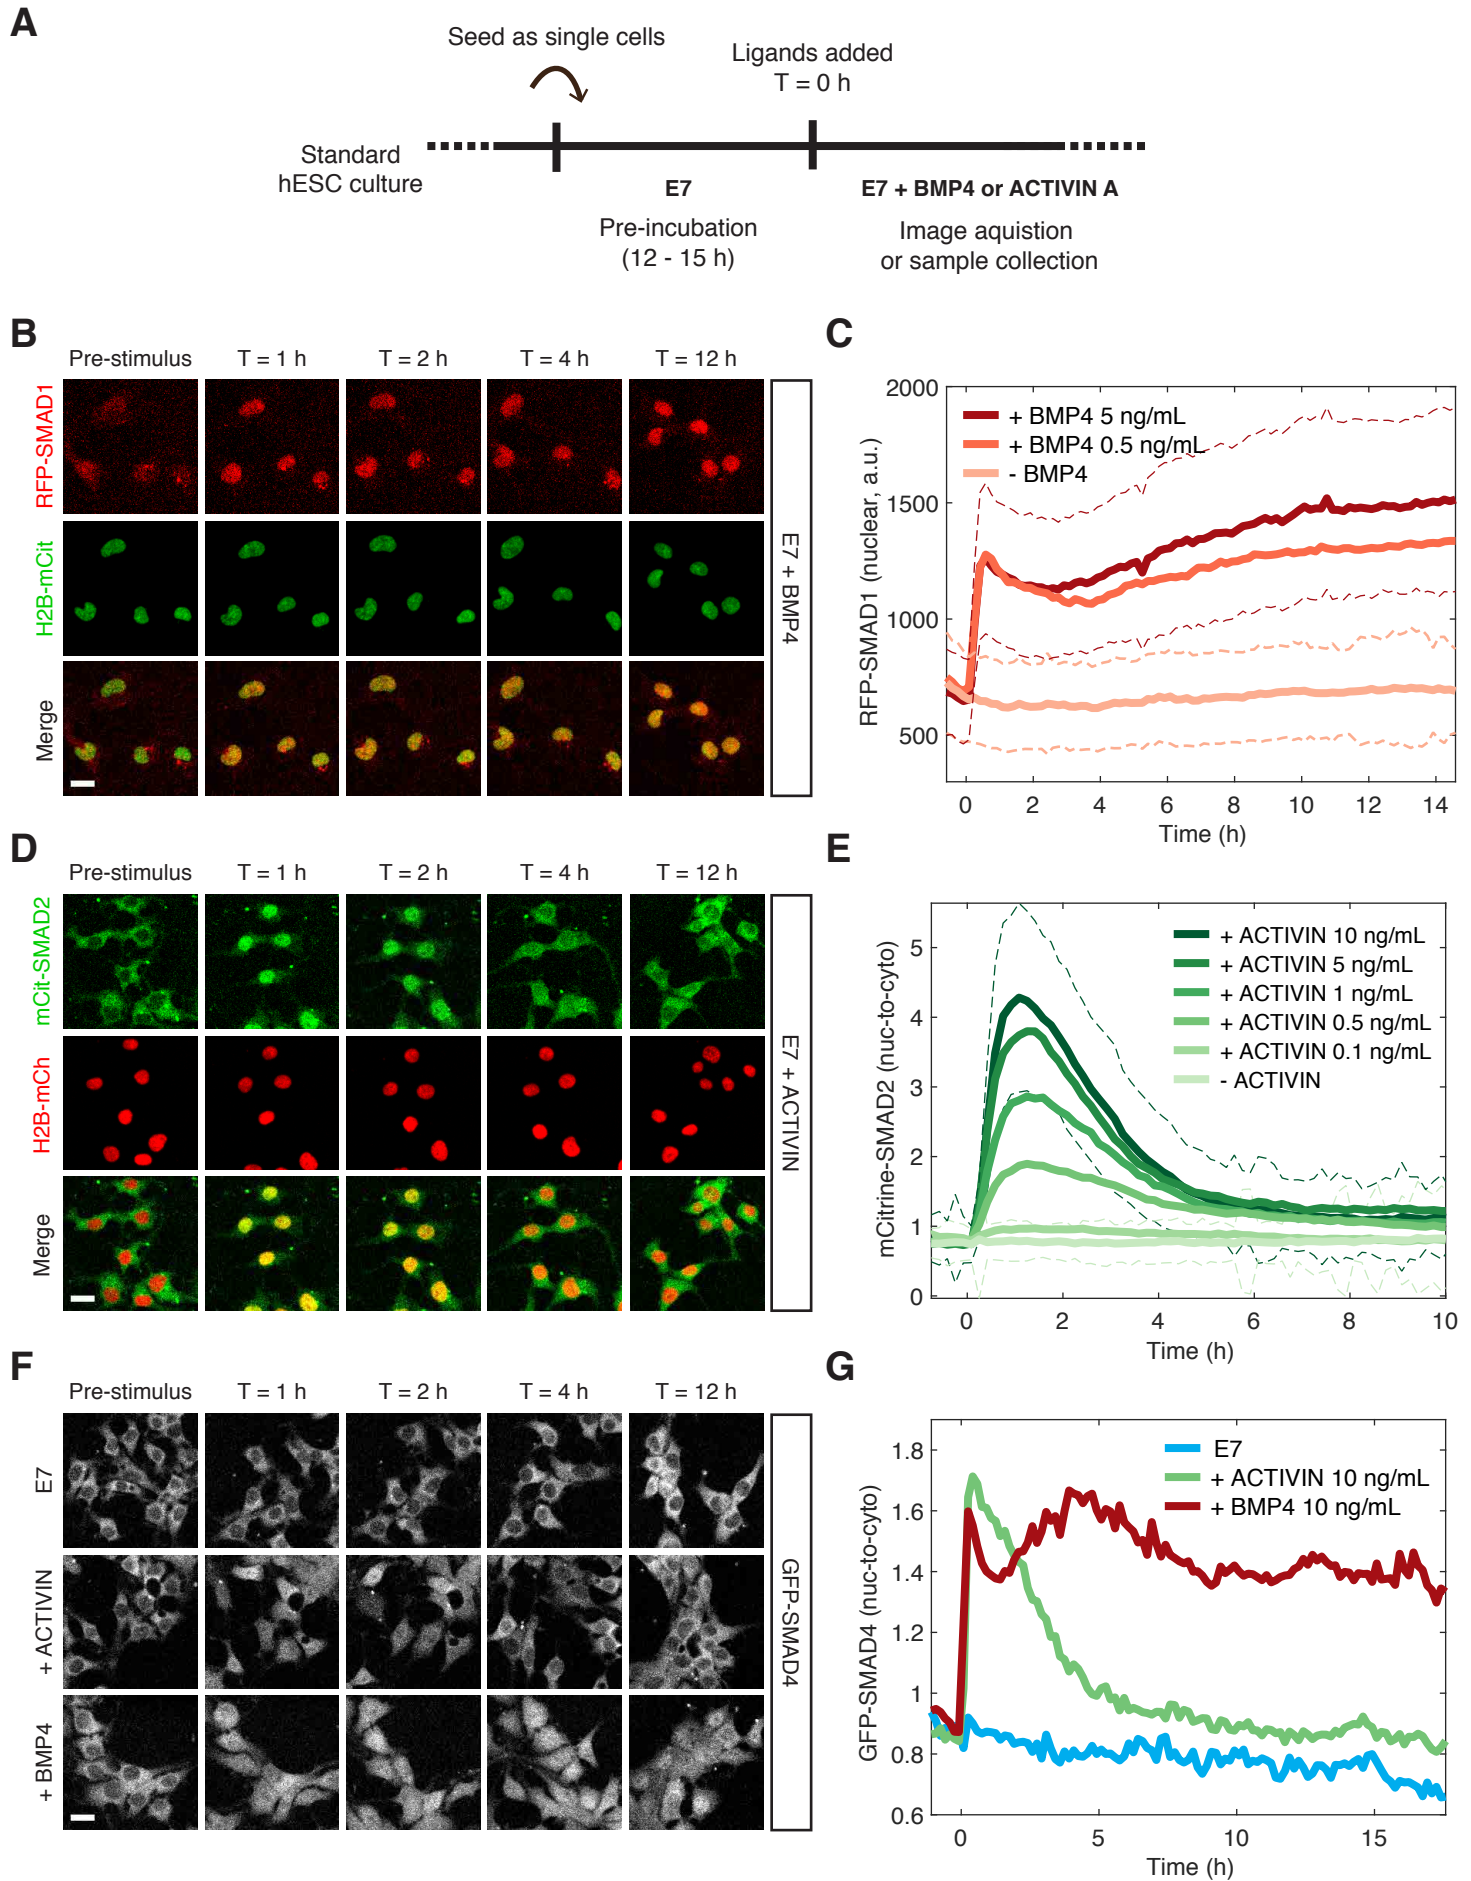 A
Seed as single cells
Ligands added
T = 0 h
Standard
hESC culture
E7
E7 + BMP4 or ACTIVIN A
Pre-incubation
(12 - 15 h)
Image aquistion
or sample collection
B
Pre-stimulus
T = 1 h
T = 2 h
T = 4 h
T = 12 h
RFP-SMAD1
H2B-mCit
Merge
E7 + BMP4
C
+ BMP4 5 ng/mL
+ BMP4 0.5 ng/mL
- BMP4
RFP-SMAD1 (nuclear, a.u.)
2000
1500
1000
500
0 2 4 6 8 10 12 14
Time (h)
D
Pre-stimulus
T = 1 h
T = 2 h
T = 4 h
T = 12 h
mCit-SMAD2
H2B-mCh
Merge
E7 + ACTIVIN
E
+ ACTIVIN 10 ng/mL
+ ACTIVIN 5 ng/mL
+ ACTIVIN 1 ng/mL
+ ACTIVIN 0.5 ng/mL
+ ACTIVIN 0.1 ng/mL
- ACTIVIN
mCitrine-SMAD2 (nuc-to-cyto)
5
4
3
2
1
0
0 2 4 6 8 10
Time (h)
F
Pre-stimulus
T = 1 h
T = 2 h
T = 4 h
T = 12 h
E7
+ ACTIVIN
+ BMP4
GFP-SMAD4
G
E7
+ ACTIVIN 10 ng/mL
+ BMP4 10 ng/mL
GFP-SMAD4 (nuc-to-cyto)
1.8
1.6
1.4
1.2
1
0.8
0.6
0 5 10 15
Time (h)